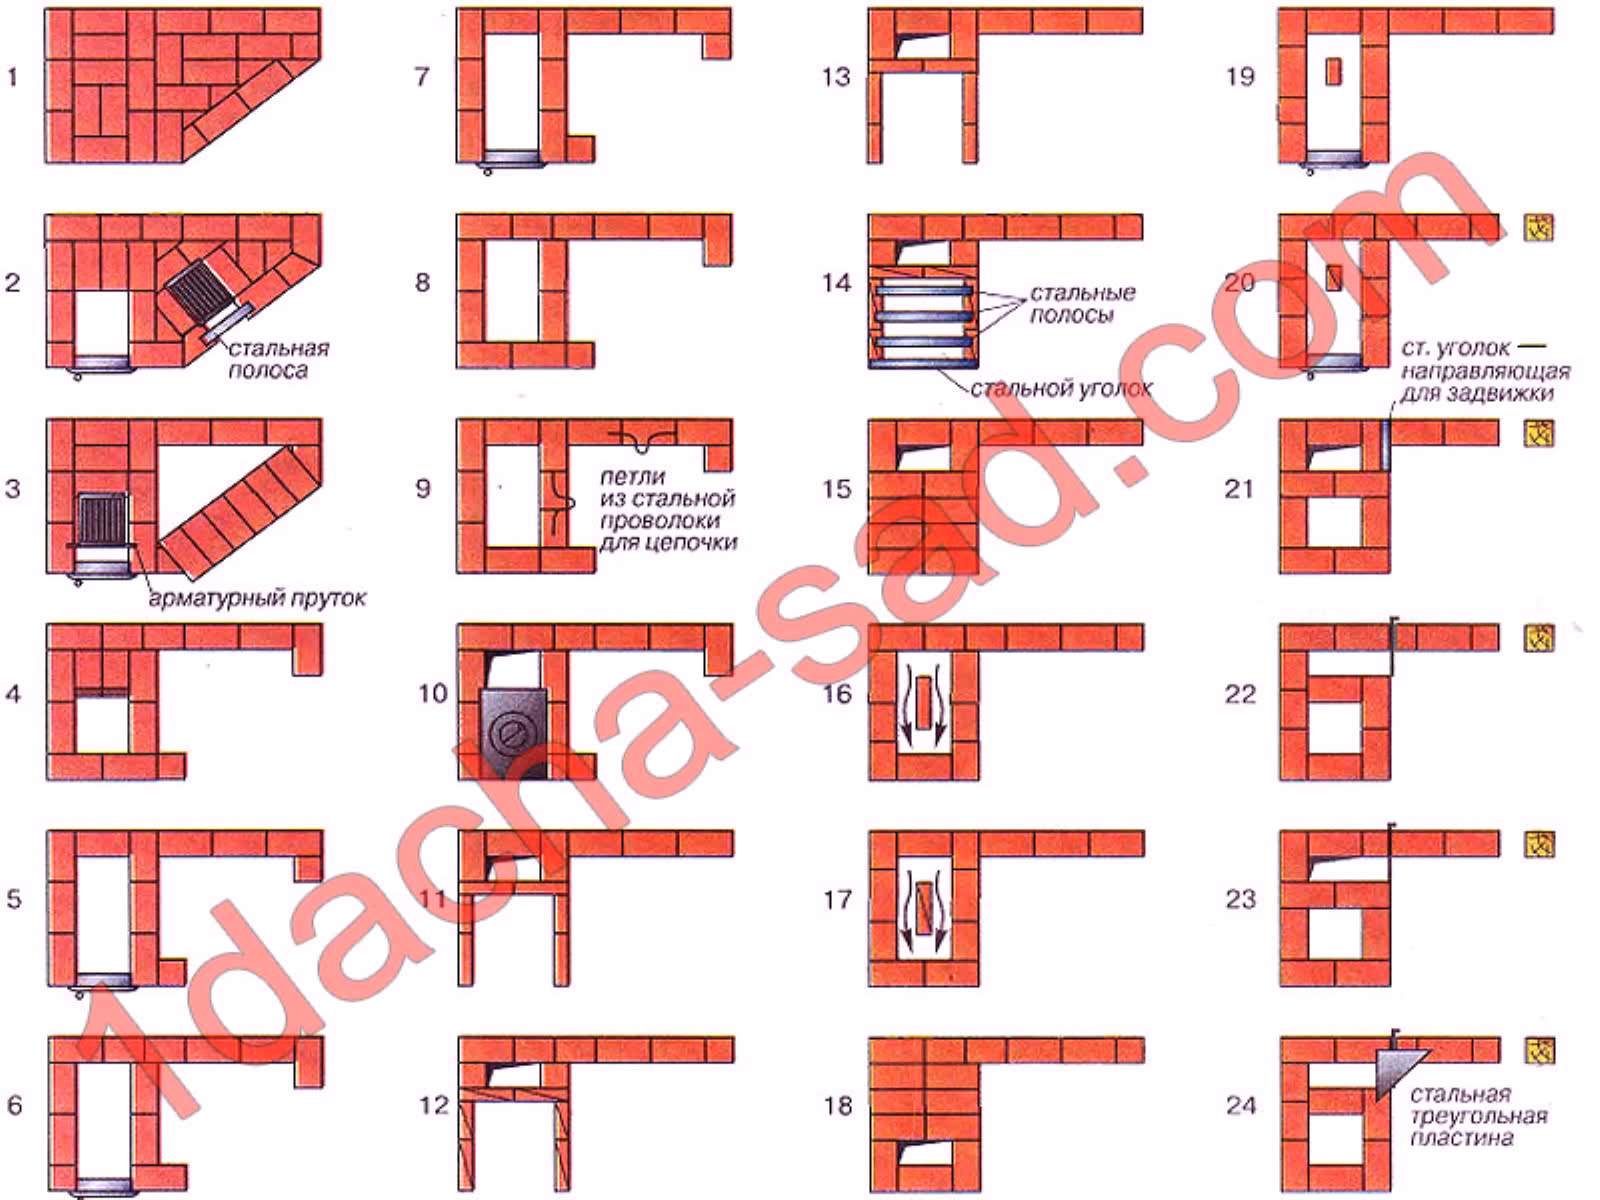 1
2
стальная
полоса
3
арматурный пруток
4
5
6
7
8
9
петли
из стальной
проволоки
для цепочки
10
11
12
13
14
стальные
полосы
стальной уголок
15
16
17
18
19
20
ст. уголок —
направляющая
для задвижки
21
22
23
24
стальная
треугольная
пластина
1dacha-sad.com